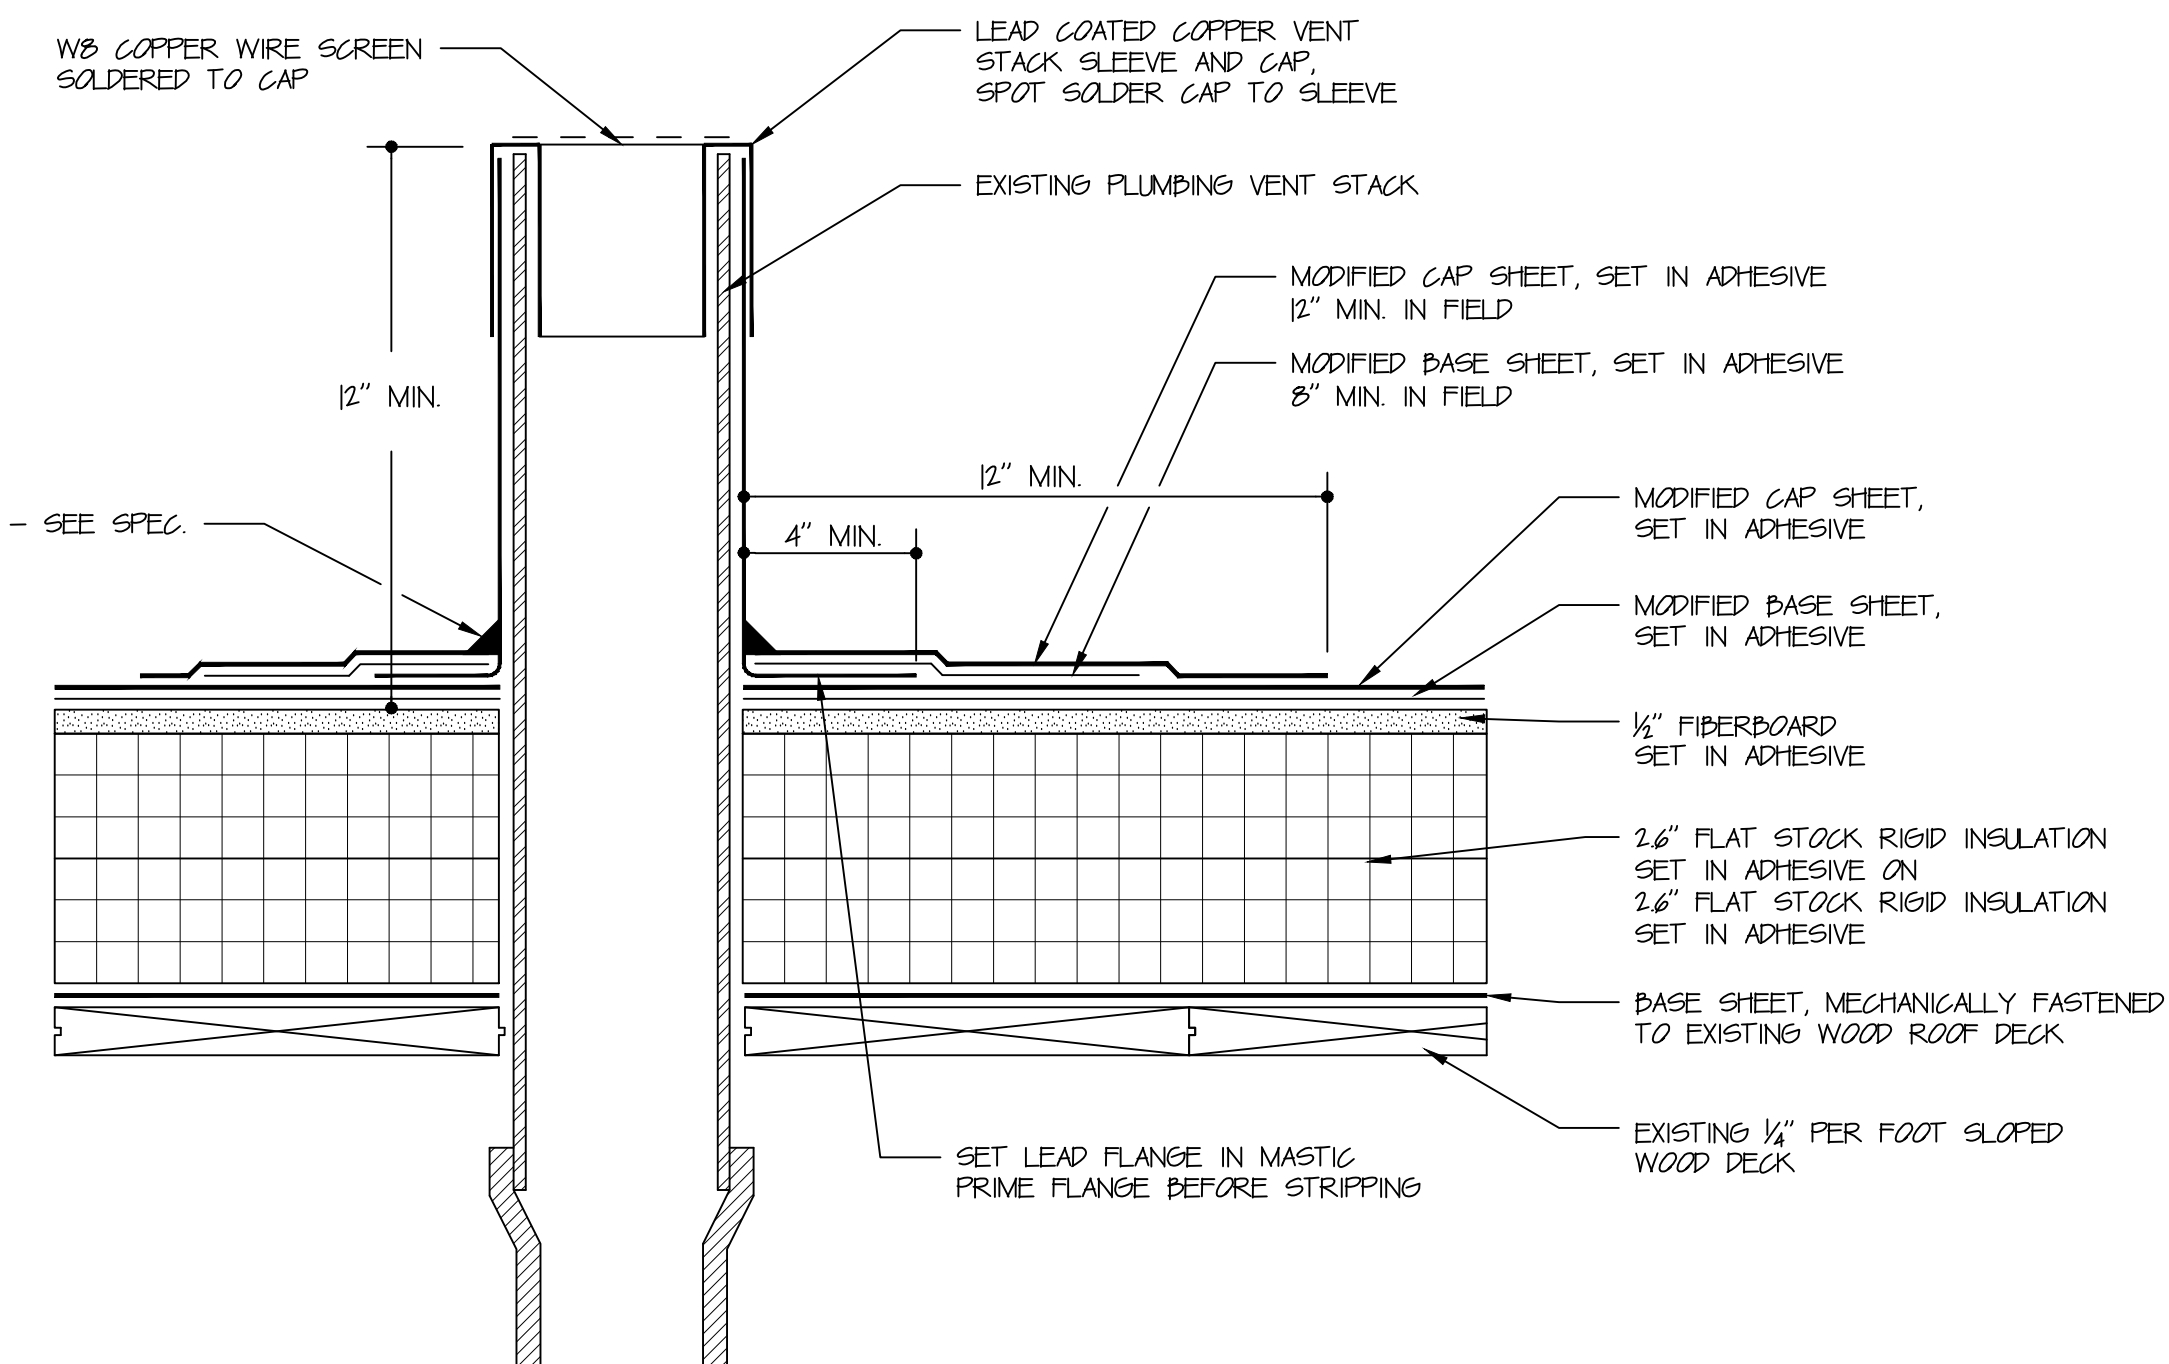 W8 COPPER WIRE SCREEN
SOLDERED TO CAP
LEAD COATED COPPER VENT
STACK SLEEVE AND CAP,
SPOT SOLDER CAP TO SLEEVE
EXISTING PLUMBING VENT STACK
MODIFIED CAP SHEET, SET IN ADHESIVE
12" MIN. IN FIELD
MODIFIED BASE SHEET, SET IN ADHESIVE
8" MIN. IN FIELD
12" MIN.
12" MIN.
4" MIN.
- SEE SPEC.
MODIFIED CAP SHEET,
SET IN ADHESIVE
MODIFIED BASE SHEET,
SET IN ADHESIVE
1/2" FIBERBOARD
SET IN ADHESIVE
2.6" FLAT STOCK RIGID INSULATION
SET IN ADHESIVE ON
2.6" FLAT STOCK RIGID INSULATION
SET IN ADHESIVE
BASE SHEET, MECHANICALLY FASTENED
TO EXISTING WOOD ROOF DECK
EXISTING 1/4" PER FOOT SLOPED
WOOD DECK
SET LEAD FLANGE IN MASTIC
PRIME FLANGE BEFORE STRIPPING